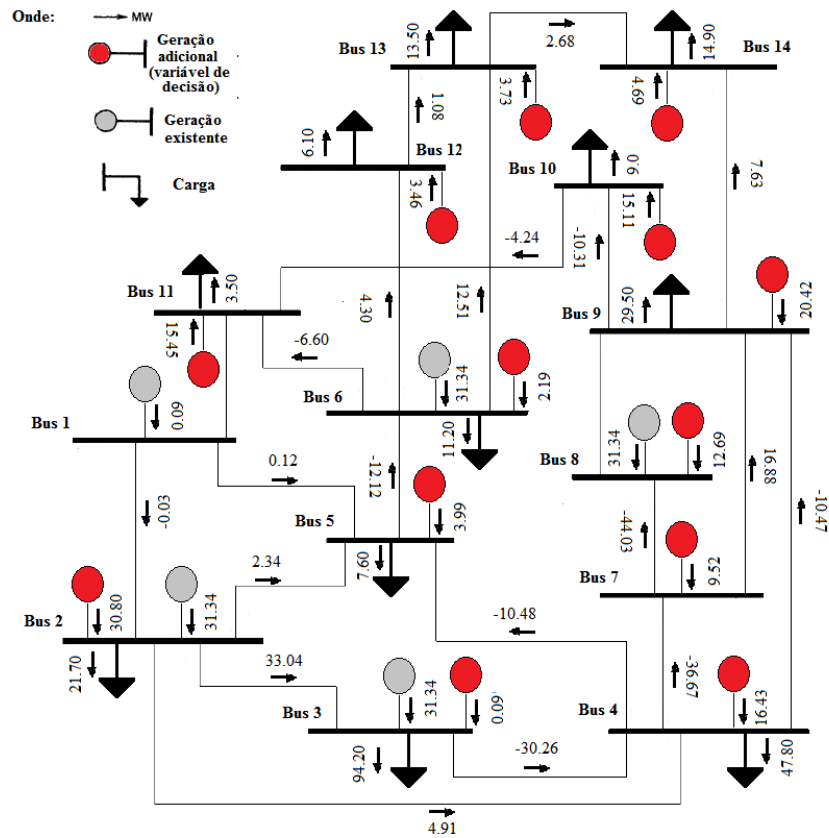 Onde:
MW
Geração
adicional
(variável de
decisão)
Geração
existente
Carga
Bus 13
13.50
2.68
14.90
Bus 14
3.73
4.69
1.08
6.10
Bus 12
3.46
Bus 10
9.0
15.11
7.63
-4.24
-10.31
Bus 11
3.50
15.45
4.30
12.51
Bus 9
29.50
20.42
-6.60
Bus 6
31.34
2.19
11.20
0.09
Bus 1
Bus 8
31.34
12.69
16.88
-10.47
0.12
-12.12
3.99
Bus 5
7.60
-44.03
9.52
Bus 7
-0.03
2.34
30.80
31.34
Bus 2
21.70
-10.48
33.04
31.34
0.09
Bus 3
94.20
-36.67
16.43
Bus 4
47.80
-30.26
4.91